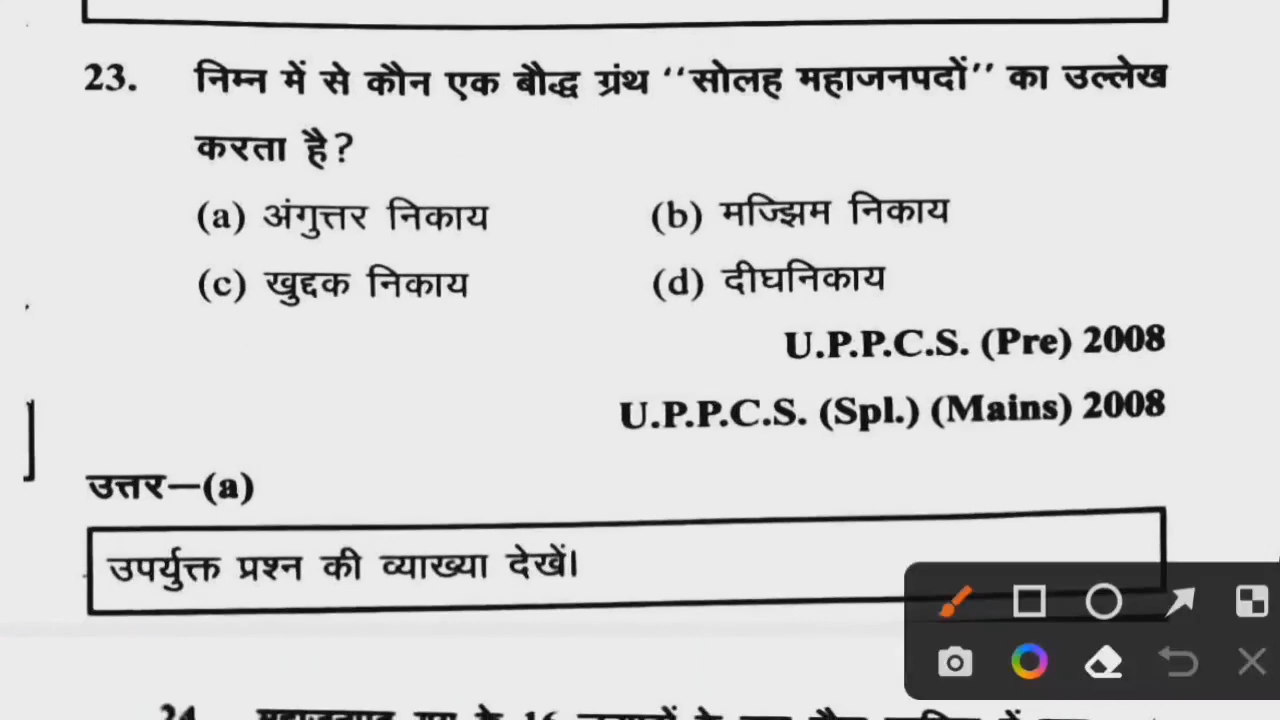 23. निम्न में से कौन एक बौद्ध ग्रंथ ''सोलह महाजनपदों'' का उल्लेख
करता है?
(a) अंगुत्तर निकाय (b) मज्झिम निकाय
(c) खुद्दक निकाय (d) दीघनिकाय
U.P.P.C.S. (Pre) 2008
U.P.P.C.S. (Spl.) (Mains) 2008
उत्तर—(a)
उपर्युक्त प्रश्न की व्याख्या देखें।
24.